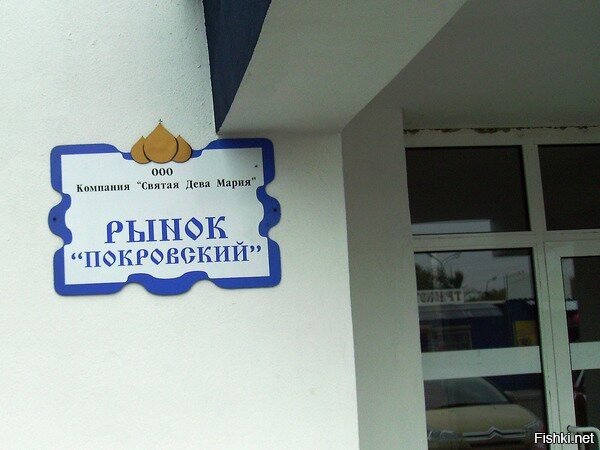 ООО
Компания "Святая Дева Мария"
РЫНОК
"ПОКРОВСКИЙ"
Fishki.net